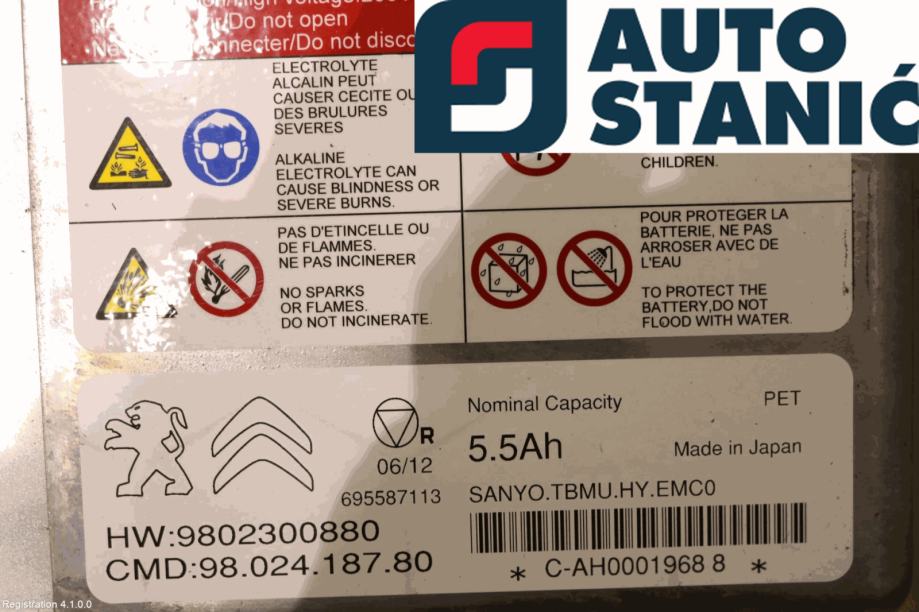 High Voltage
/Do not open
/Do not disco
ELECTROLYTE
ALCALIN PEUT
CAUSER CECITE OU
DES BRULURES
SEVERES
ALKALINE
ELECTROLYTE CAN
CAUSE BLINDNESS OR
SEVERE BURNS.
AUTO
STANIĆ
CHILDREN.
PAS D'ETINCELLE OU
DE FLAMMES.
NE PAS INCINERER
NO SPARKS
OR FLAMES.
DO NOT INCINERATE.
POUR PROTEGER LA
BATTERIE, NE PAS
ARROSER AVEC DE
L'EAU
TO PROTECT THE
BATTERY,DO NOT
FLOOD WITH WATER.
R
06/12
695587113
HW:9802300880
CMD:98.024.187.80
Nominal Capacity
PET
5.5Ah
Made in Japan
SANYO.TBMU.HY.EMC0
* C-AH0001968 8 *
Registration 4.1.0.0